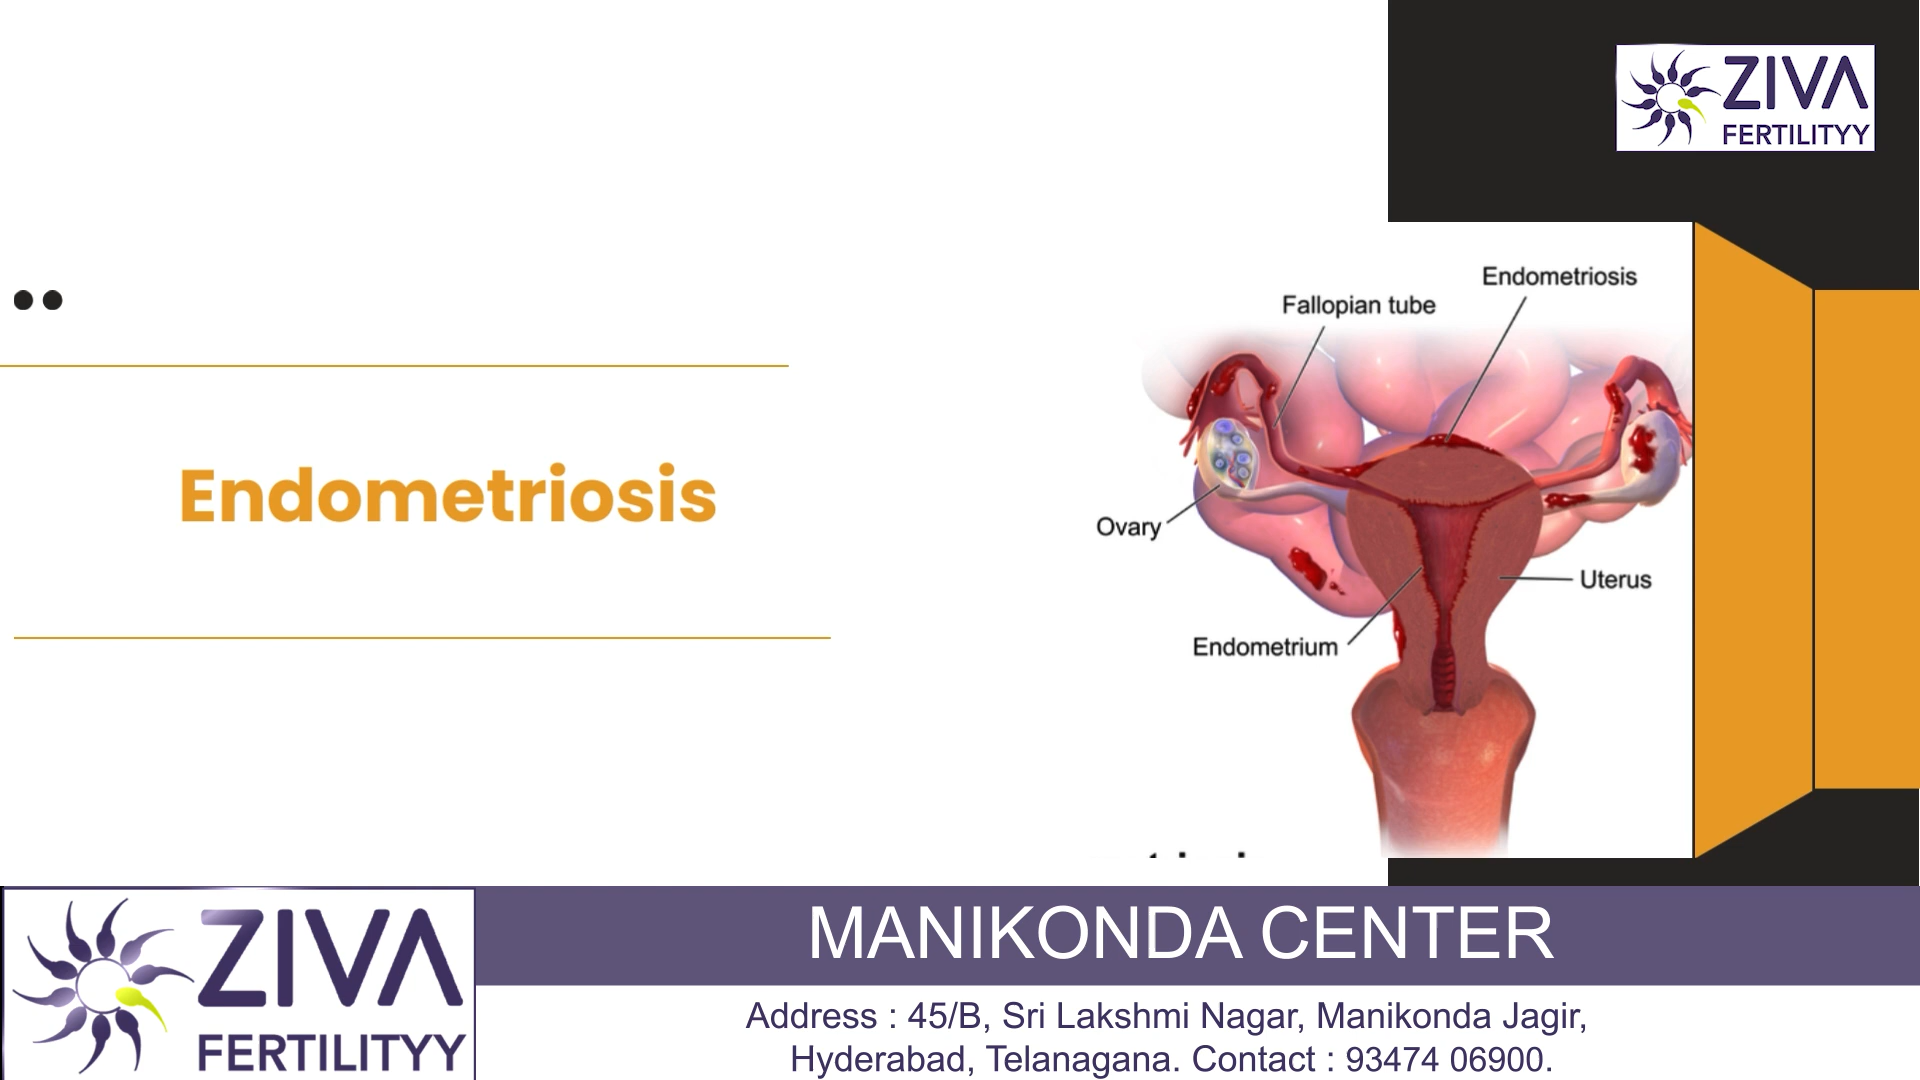 ZIVA
FERTILITYY
Endometriosis
Fallopian tube
Endometriosis
Ovary
Uterus
Endometrium
ZIVA
FERTILITYY
MANIKONDA CENTER
Address : 45/B, Sri Lakshmi Nagar, Manikonda Jagir,
Hyderabad, Telanagana. Contact : 93474 06900.